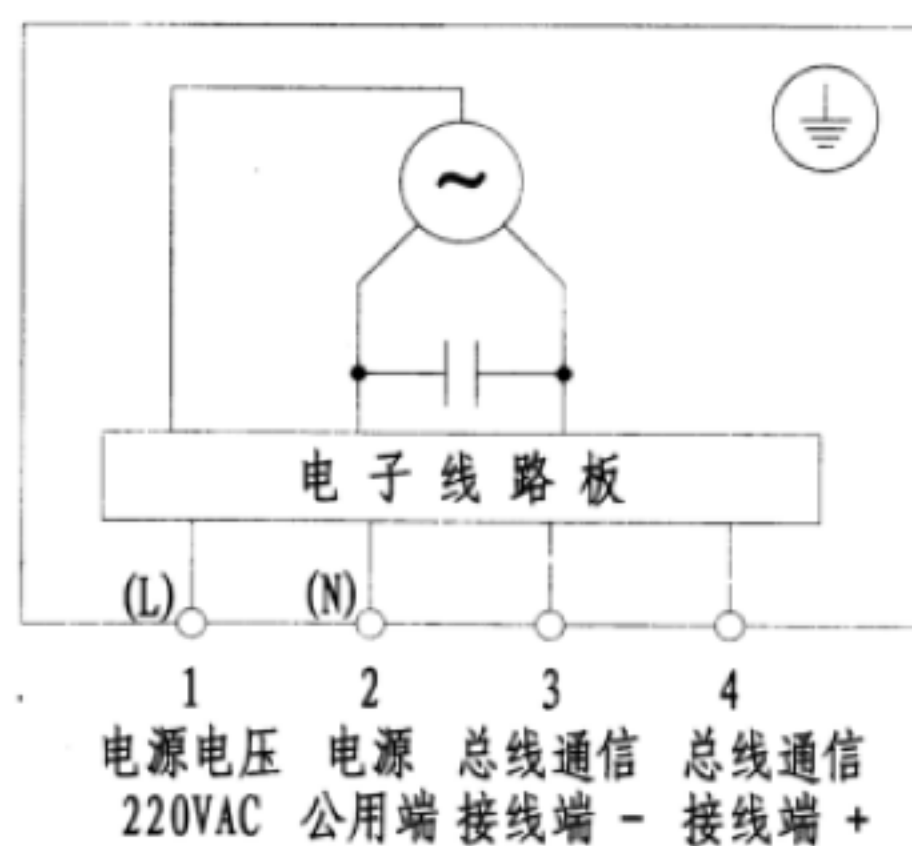 ~
电子线路板
(L) (N)
1 2 3 4
电源电压 电源 总线通信 总线通信
220VAC 公用端 接线端 - 接线端 +